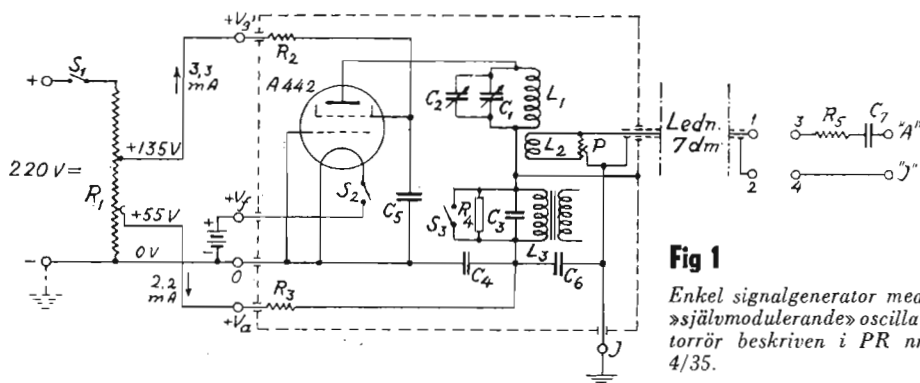 +Vg'
R2
S1
+
3,3
mA
A442
C2
C1
L1
+135V
220V=
R1
+55V
+
-
+Vf
S2
C5
L2
P
Ledn.
7dm.
1
2
3
4
R5
C7
"A"
"J"
S3
R4
C3
L3
0V
0
-
2,2
mA
R3
+Va
C4
C6
J
Fig 1
Enkel signalgenerator med
»självmodulerande» oscilla-
torrör beskriven i PR nr
4/35.